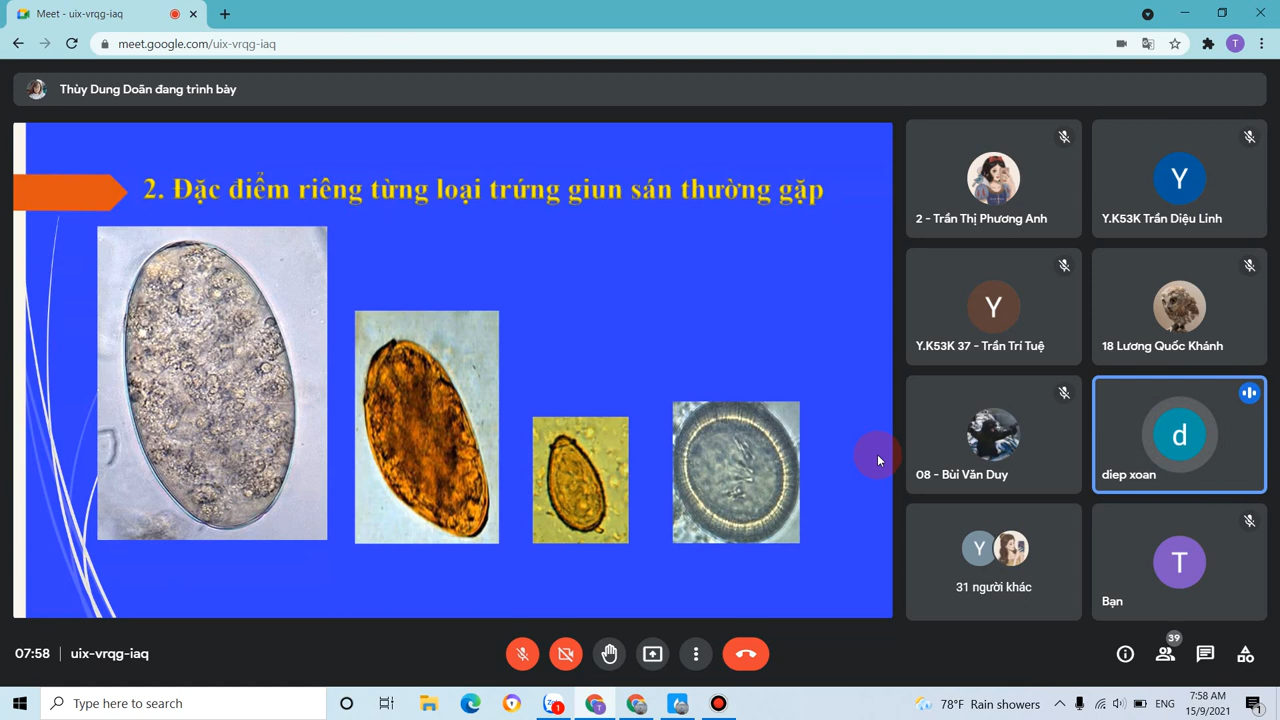 Meet - uix-vrqg-iaq
meet.google.com/uix-vrqg-iaq
T
Thùy Dung Doãn đang trình bày
2. Đặc điểm riêng từng loại trứng giun sán thường gặp
2 - Trần Thị Phương Anh
Y
Y.K53K Trần Diệu Linh
Y
Y.K53K 37 - Trần Trí Tuệ
18 Lương Quốc Khánh
08 - Bùi Văn Duy
d
diep xoan
Y
31 người khác
T
Bạn
07:58 | uix-vrqg-iaq
39
Type here to search
Zalo
1
T
78°F Rain showers
ENG
7:58 AM
15/9/2021
1